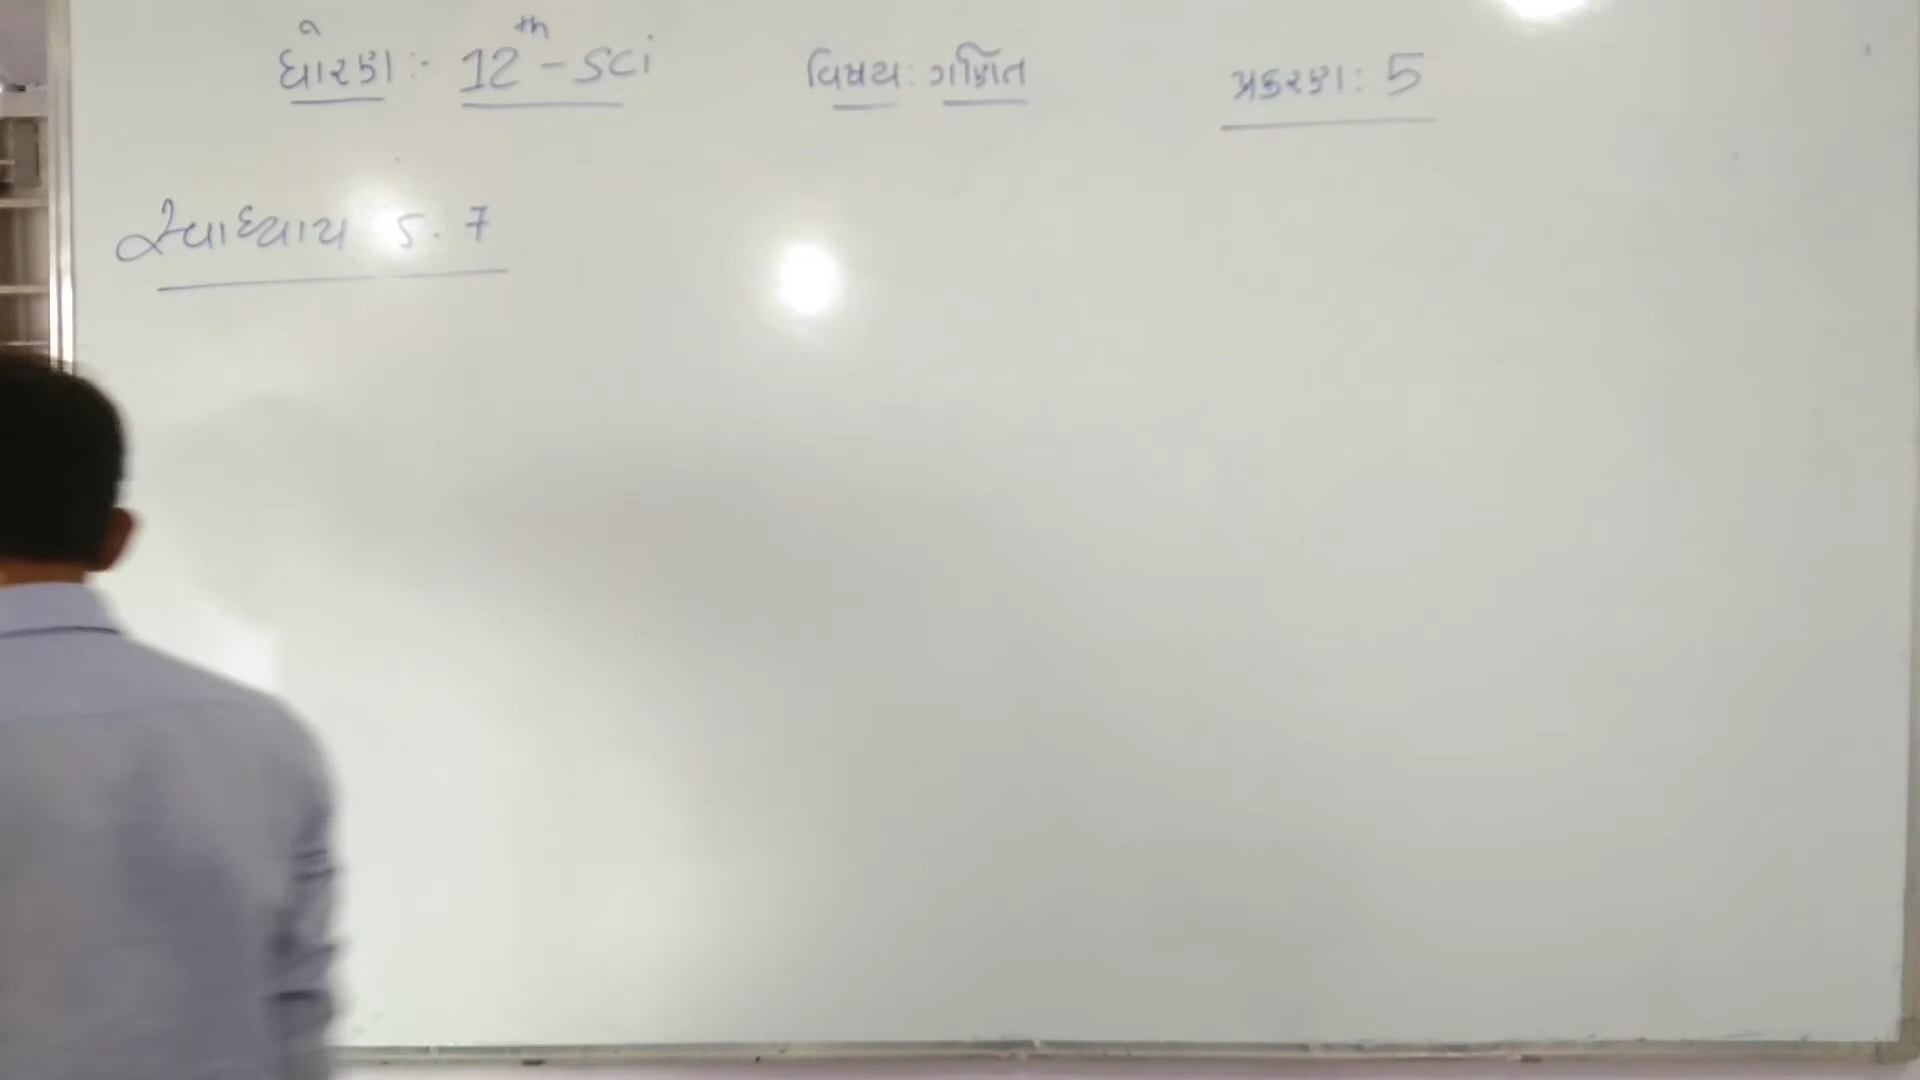 ધોરણ :- 12th - Sci વિષય : ગણિત પ્રકરણ : 5
સ્વાધ્યાય 5.7